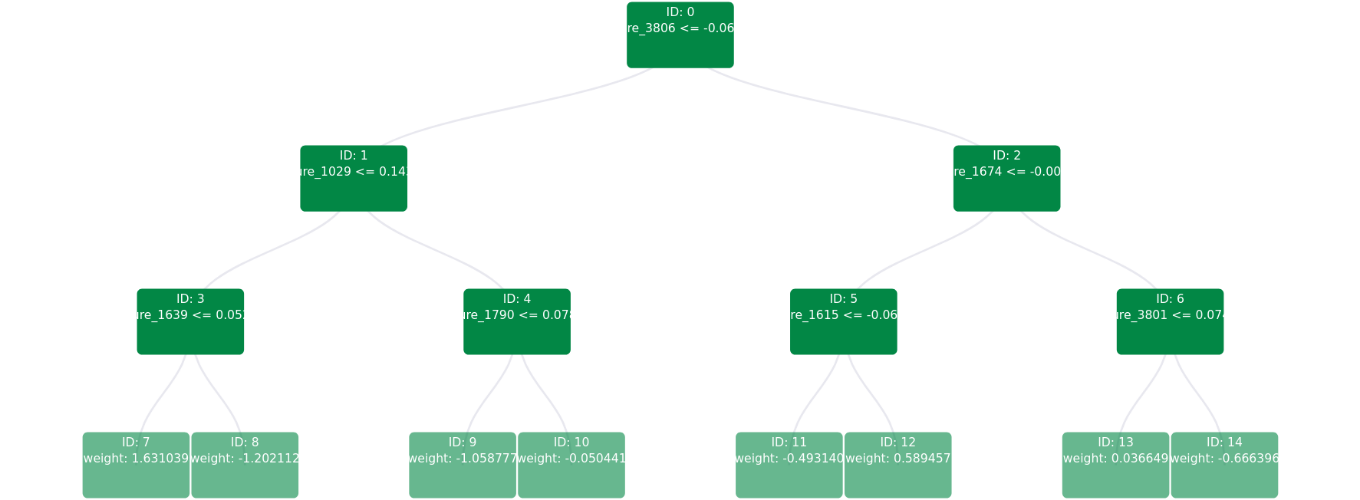 ID: 0
re_3806 <= -0.06
ID: 1
ure_1029 <= 0.14
ID: 2
re_1674 <= -0.00
ID: 3
ure_1639 <= 0.05
ID: 4
ure_1790 <= 0.078
ID: 5
re_1615 <= -0.06
ID: 6
ure_3801 <= 0.07
ID: 7
weight: 1.631039
ID: 8
weight: -1.202112
ID: 9
weight: -1.058777
ID: 10
weight: -0.050441
ID: 11
weight: -0.493140
ID: 12
weight: 0.589457
ID: 13
weight: 0.036649
ID: 14
weight: -0.666396